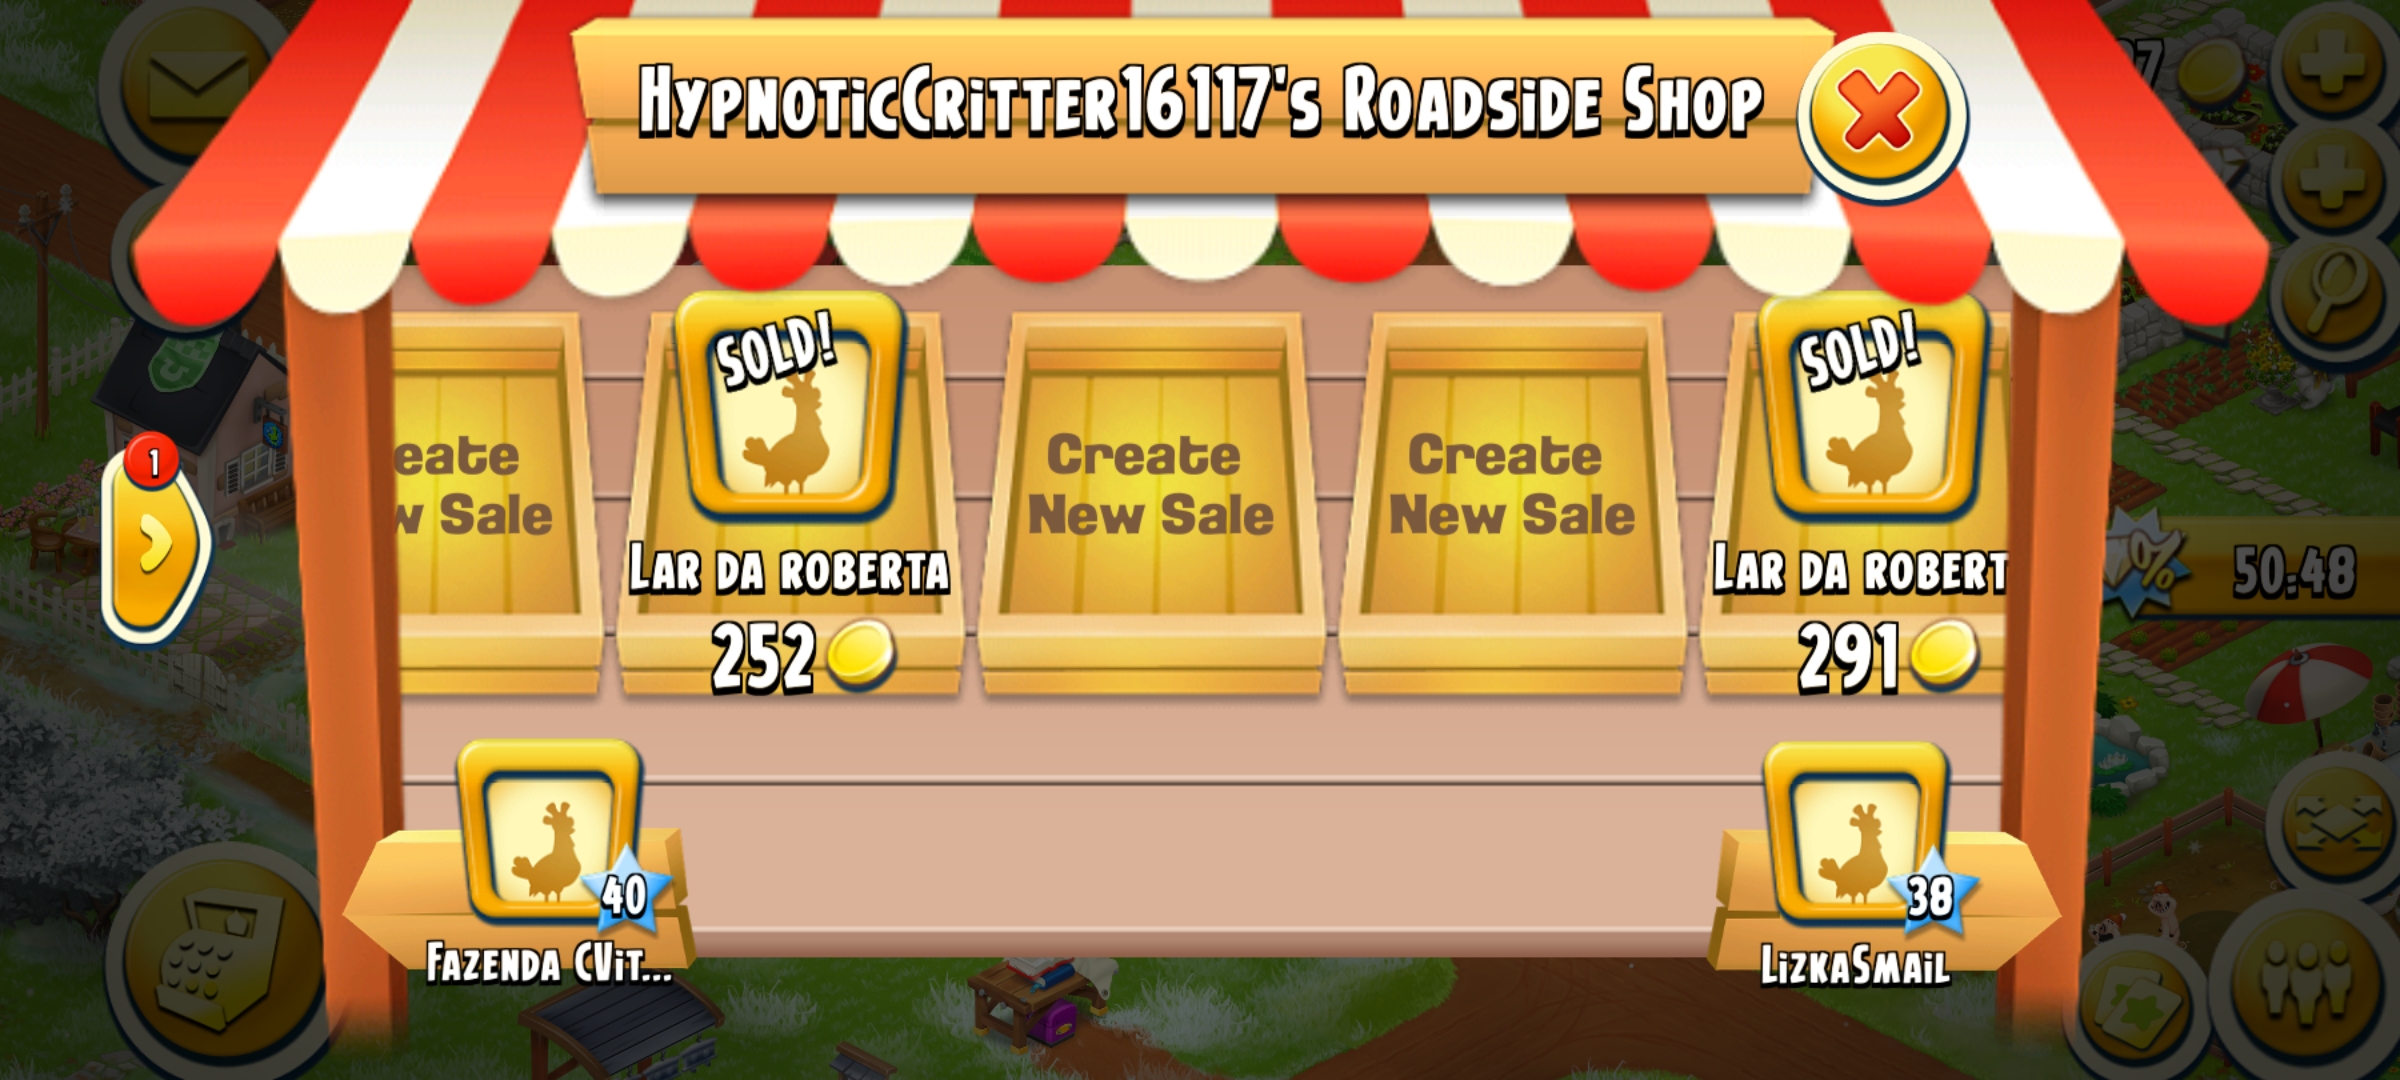 HypnoticCritter16117's Roadside Shop
SOLD!
SOLD!
1
Create
New Sale
Create
New Sale
Sale
Lar da roberta
252
Lar da robert
291
50:48
40
Fazenda CVit...
38
LizkaSmail